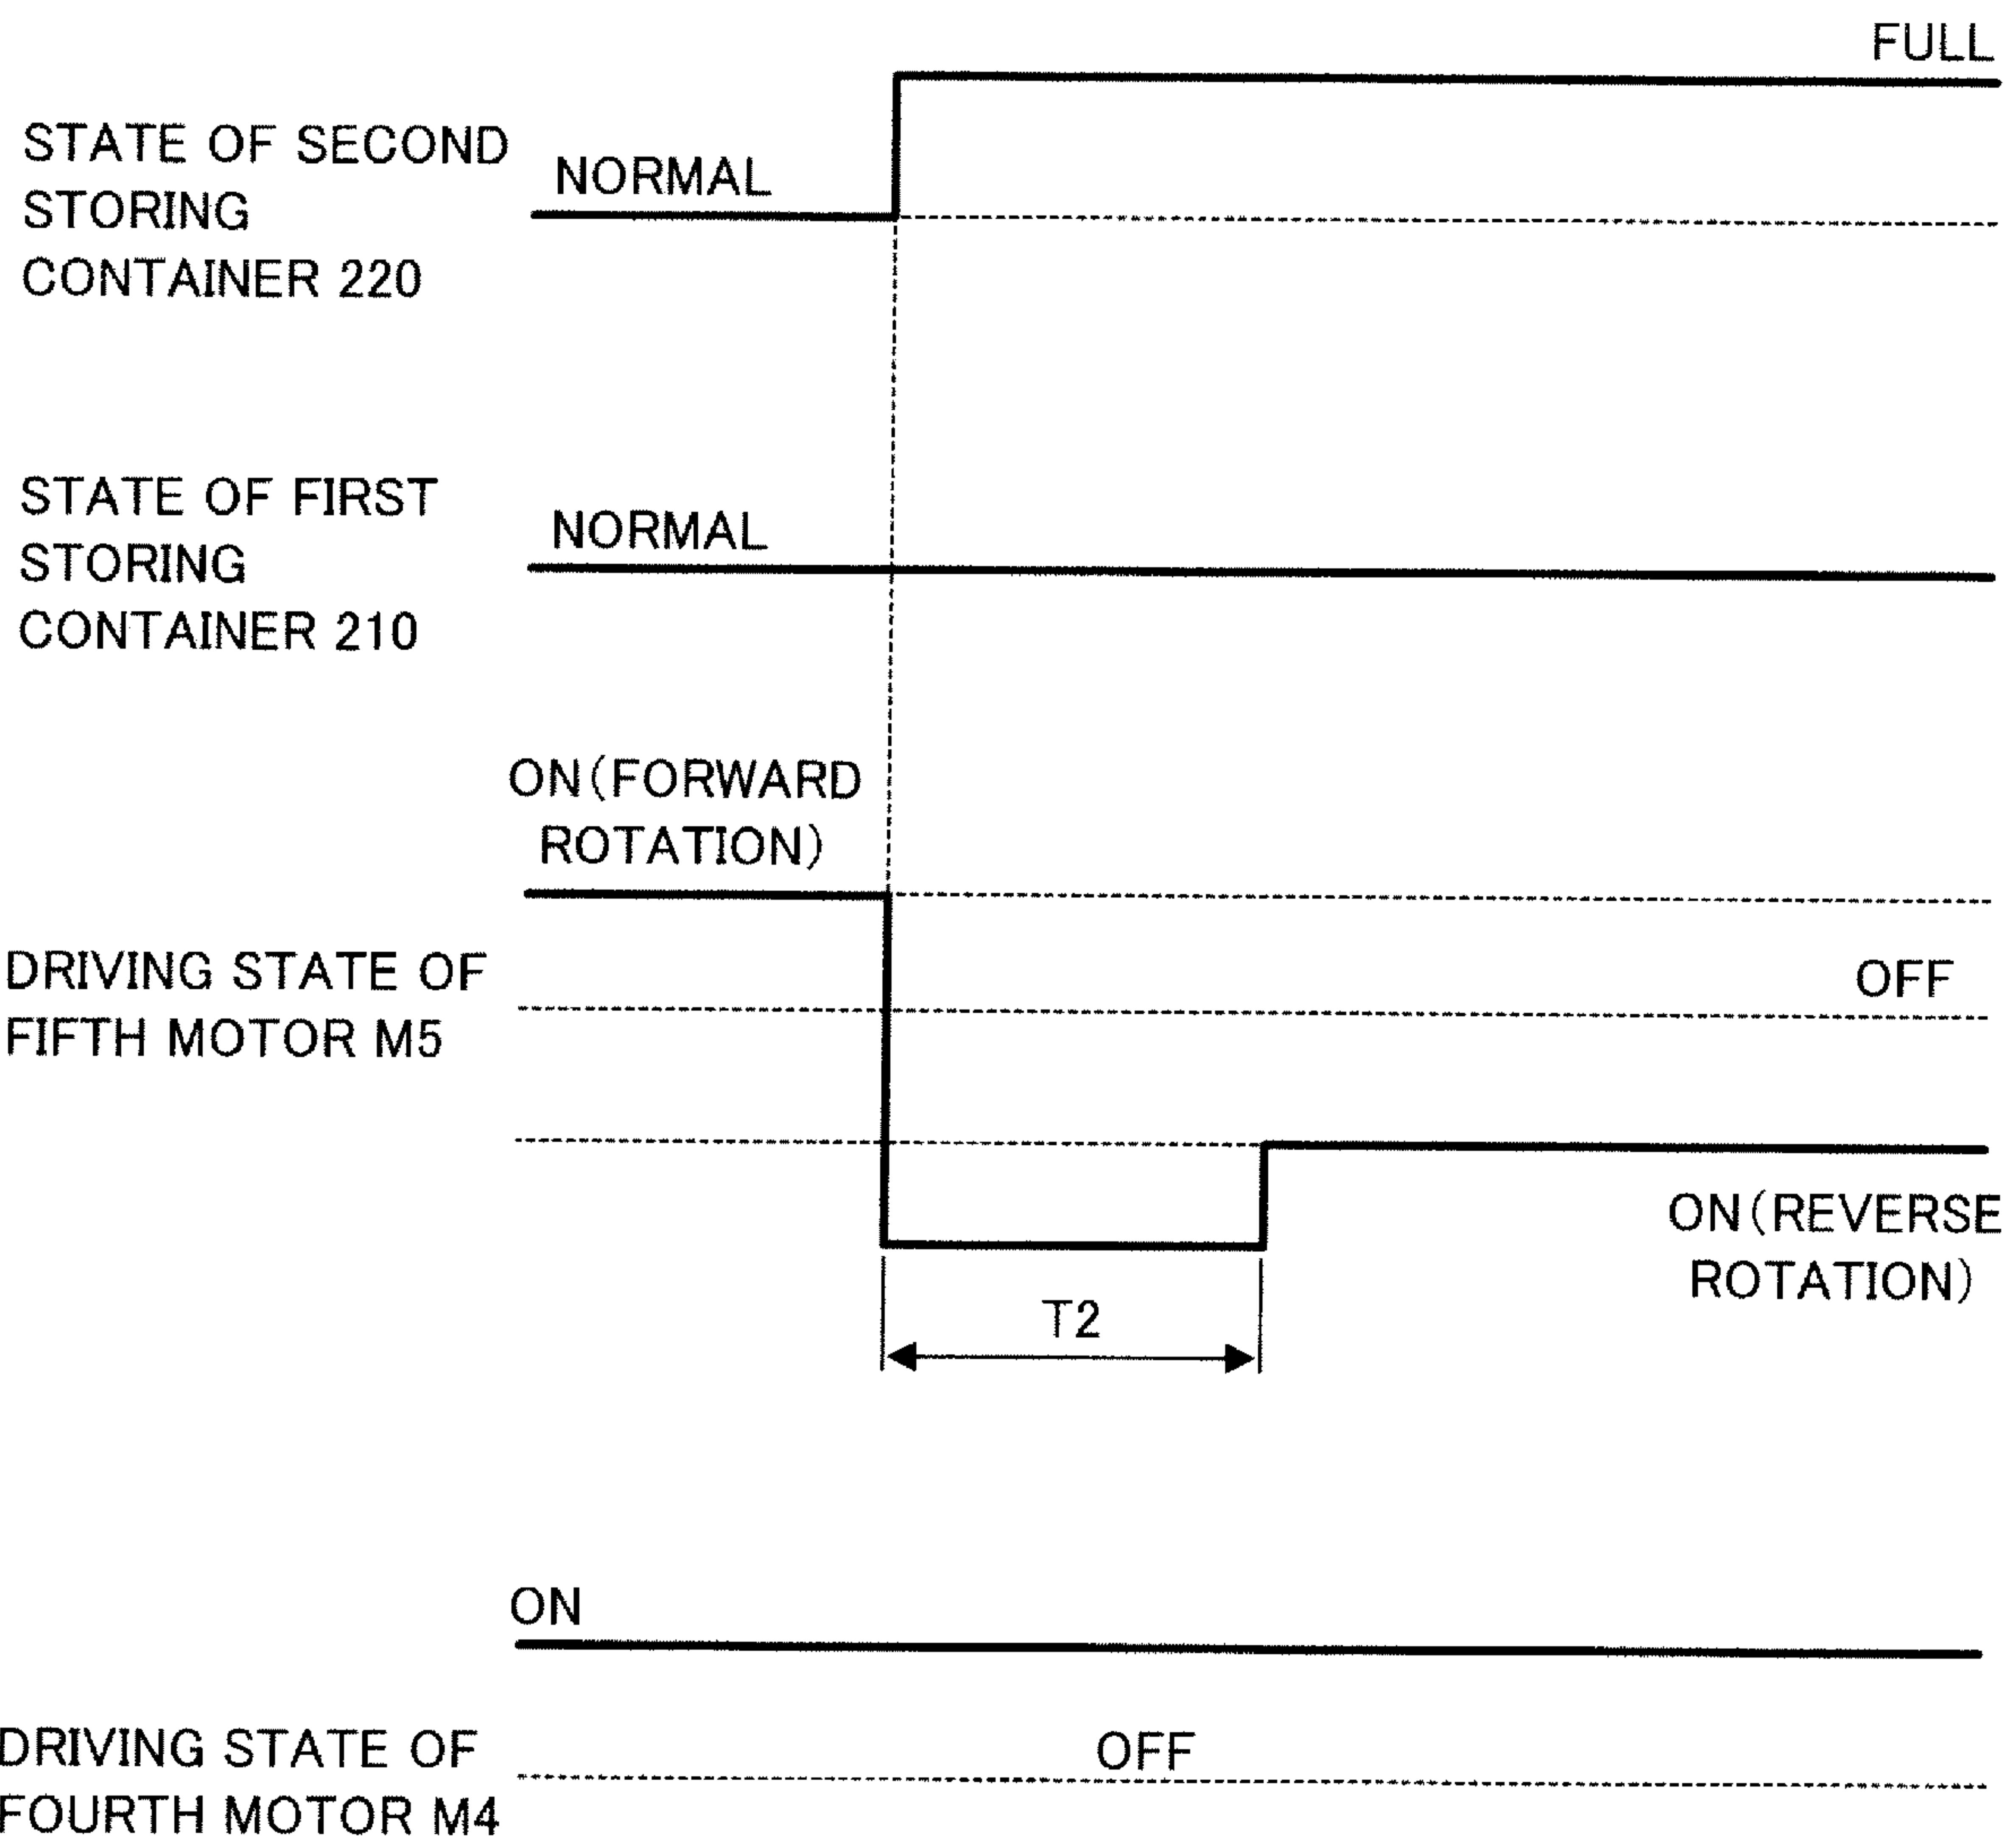 FULL
STATE OF SECOND
STORING
CONTAINER 220
NORMAL
STATE OF FIRST
STORING
CONTAINER 210
NORMAL
ON(FORWARD
ROTATION)
DRIVING STATE OF
FIFTH MOTOR M5
OFF
ON(REVERSE
ROTATION)
T2
ON
DRIVING STATE OF
FOURTH MOTOR M4
OFF